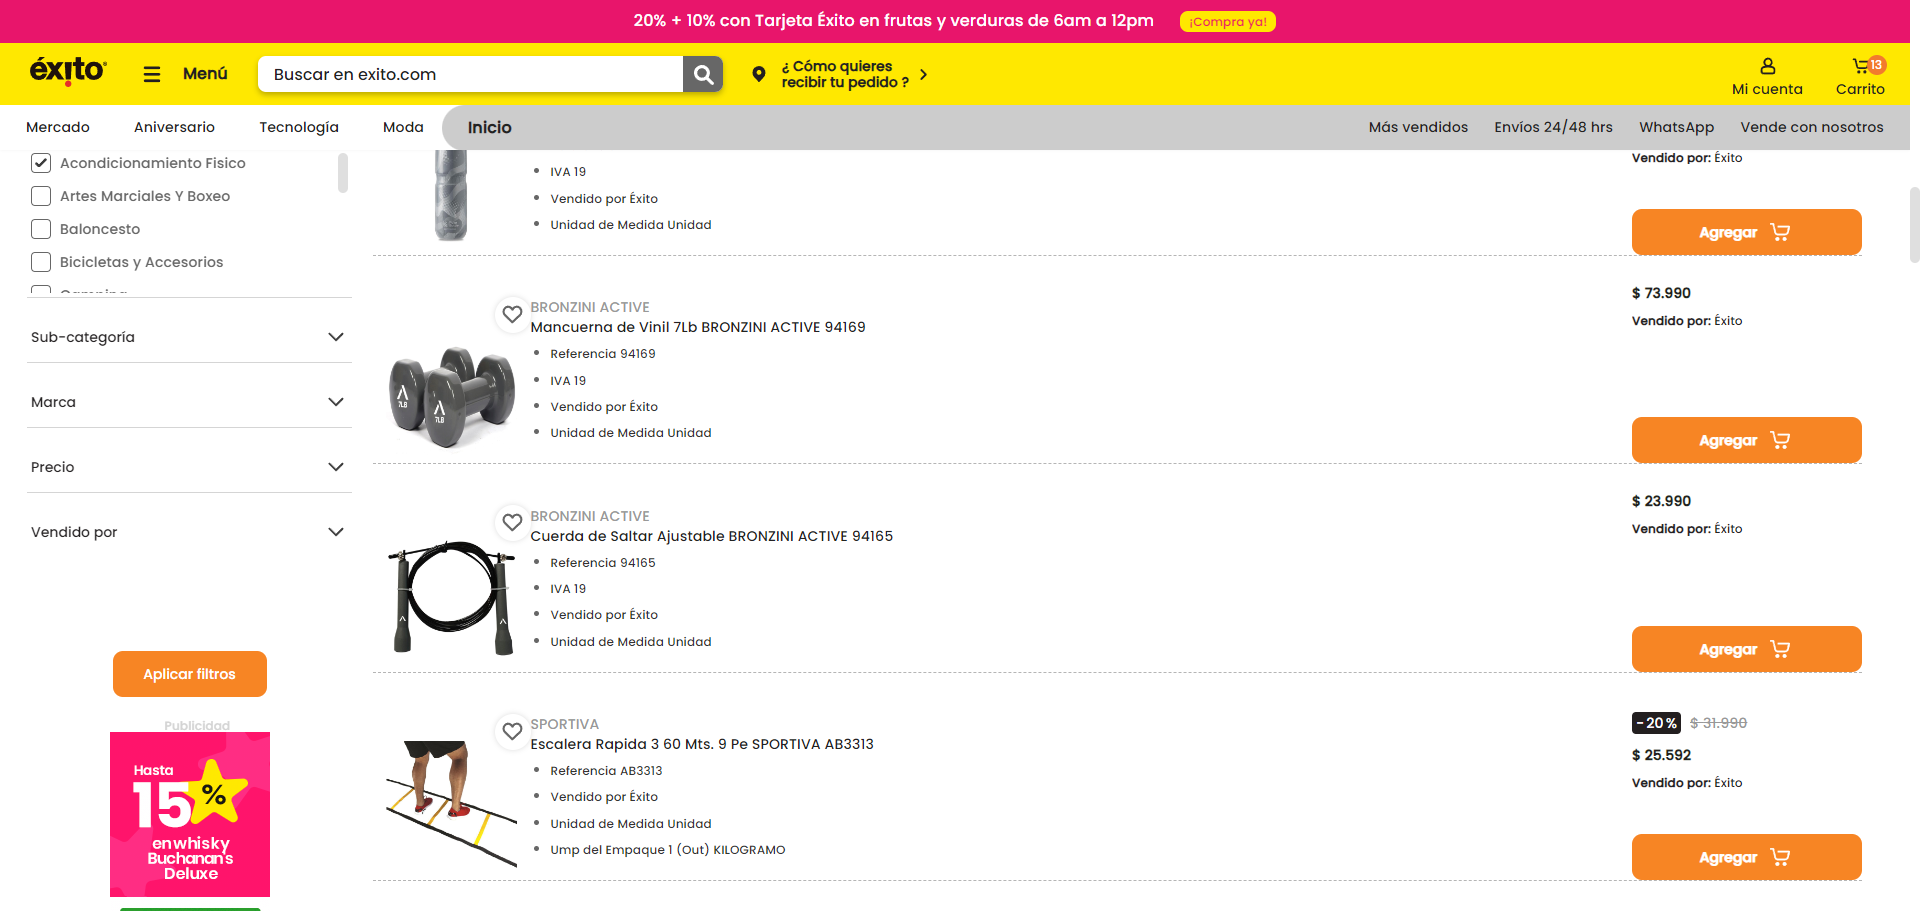 20% + 10% con Tarjeta Éxito en frutas y verduras de 6am a 12pm
¡Compra ya!
éxito
Menú
Buscar en exito.com
¿ Cómo quieres
recibir tu pedido ?
Mi cuenta
13
Carrito
Mercado
Aniversario
Tecnología
Moda
Inicio
Más vendidos
Envíos 24/48 hrs
WhatsApp
Vende con nosotros
Acondicionamiento Fisico
Artes Marciales Y Boxeo
Baloncesto
Bicicletas y Accesorios
Sub-categoría
Marca
Precio
Vendido por
Aplicar filtros
Publicidad
Hasta
15%
en whisky
Buchanan's
Deluxe
IVA 19
Vendido por Éxito
Unidad de Medida Unidad
Vendido por: Éxito
Agregar
BRONZINI ACTIVE
Mancuerna de Vinil 7Lb BRONZINI ACTIVE 94169
Referencia 94169
IVA 19
Vendido por Éxito
Unidad de Medida Unidad
7LB
7LB
$ 73.990
Vendido por: Éxito
Agregar
BRONZINI ACTIVE
Cuerda de Saltar Ajustable BRONZINI ACTIVE 94165
Referencia 94165
IVA 19
Vendido por Éxito
Unidad de Medida Unidad
$ 23.990
Vendido por: Éxito
Agregar
SPORTIVA
Escalera Rapida 3 60 Mts. 9 Pe SPORTIVA AB3313
Referencia AB3313
Vendido por Éxito
Unidad de Medida Unidad
Ump del Empaque 1 (Out) KILOGRAMO
-20% $ 31.990
$ 25.592
Vendido por: Éxito
Agregar